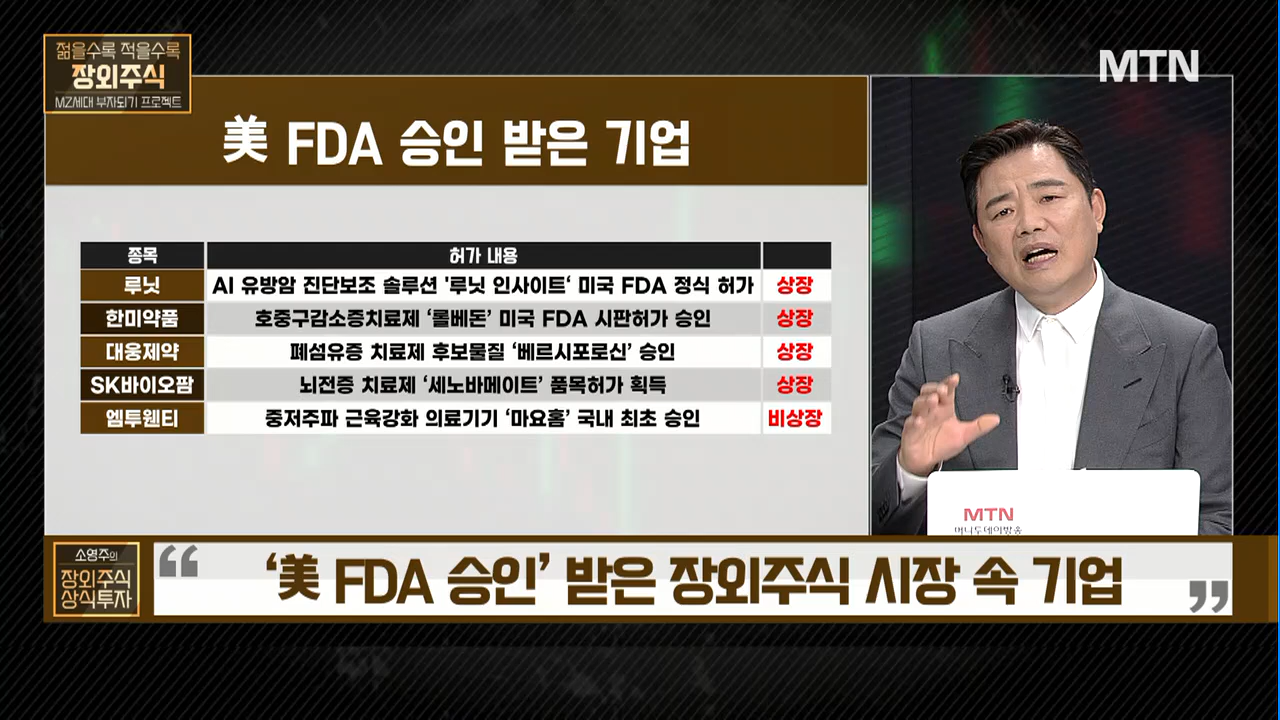 젊을수록 적을수록
장외주식
MZ세대 부자되기 프로젝트
MTN
美 FDA 승인 받은 기업
종목 허가 내용
루닛 AI 유방암 진단보조 솔루션 '루닛 인사이트‘ 미국 FDA 정식 허가 상장
한미약품 호중구감소증치료제 ‘롤베돈’ 미국 FDA 시판허가 승인 상장
대웅제약 폐섬유증 치료제 후보물질 ‘베르시포로신’ 승인 상장
SK바이오팜 뇌전증 치료제 ‘세노바메이트’ 품목허가 획득 상장
엠투웬티 중저주파 근육강화 의료기기 ‘마요홈’ 국내 최초 승인 비상장
MTN
머니투데이방송
소영주의
장외주식
상식투자
“ ‘美 FDA 승인’ 받은 장외주식 시장 속 기업 ”